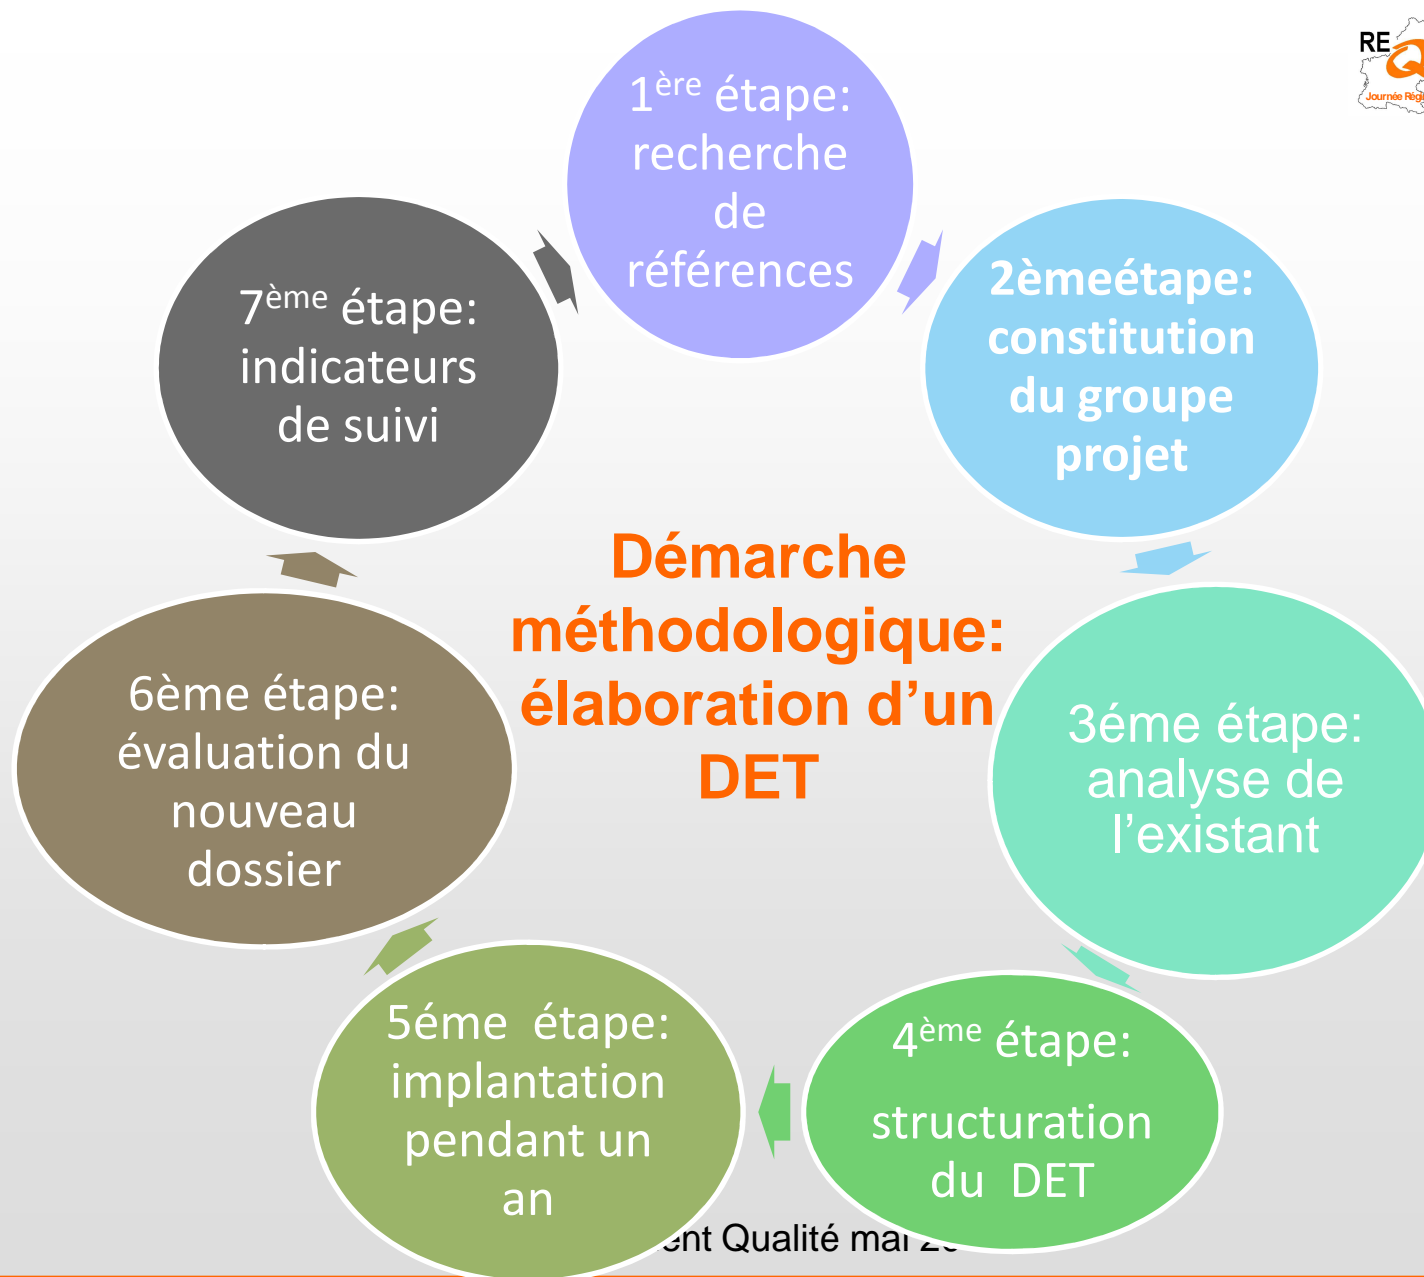 RE
Q
1ère étape:
recherche
de
références
2èmeétape:
constitution
du groupe
projet
3éme étape:
analyse de
l’existant
4ème étape:
structuration
du  DET
5éme  étape:
implantation
pendant un
an
6ème étape:
évaluation du
nouveau
dossier
7ème étape:
indicateurs
de suivi
Démarche
méthodologique:
élaboration d’un
DET
Qualité mai
Journée